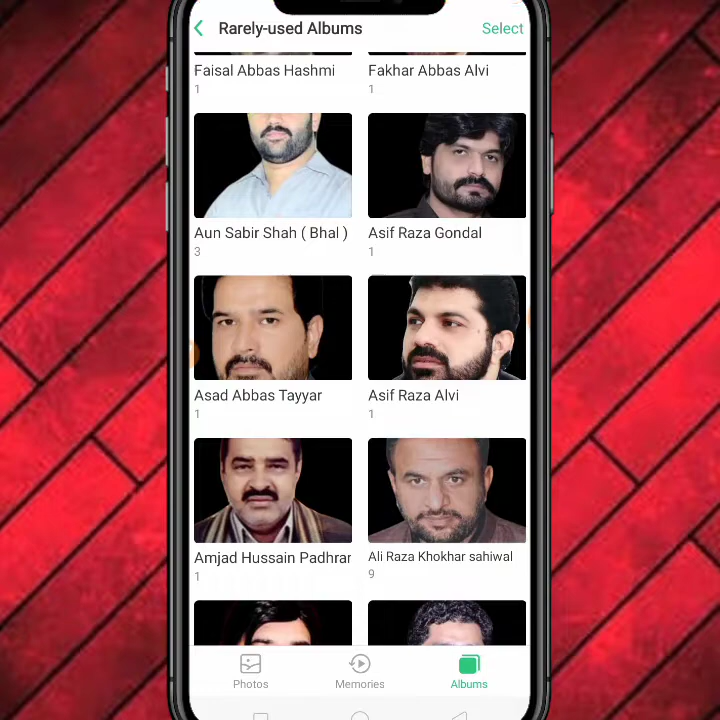 Rarely-used Albums
Select
Faisal Abbas Hashmi
Fakhar Abbas Alvi
1
1
Aun Sabir Shah ( Bhal )
Asif Raza Gondal
3
1
Asad Abbas Tayyar
Asif Raza Alvi
1
1
Amjad Hussain Padhrar
Ali Raza Khokhar sahiwal
1
9
Photos
Memories
Albums